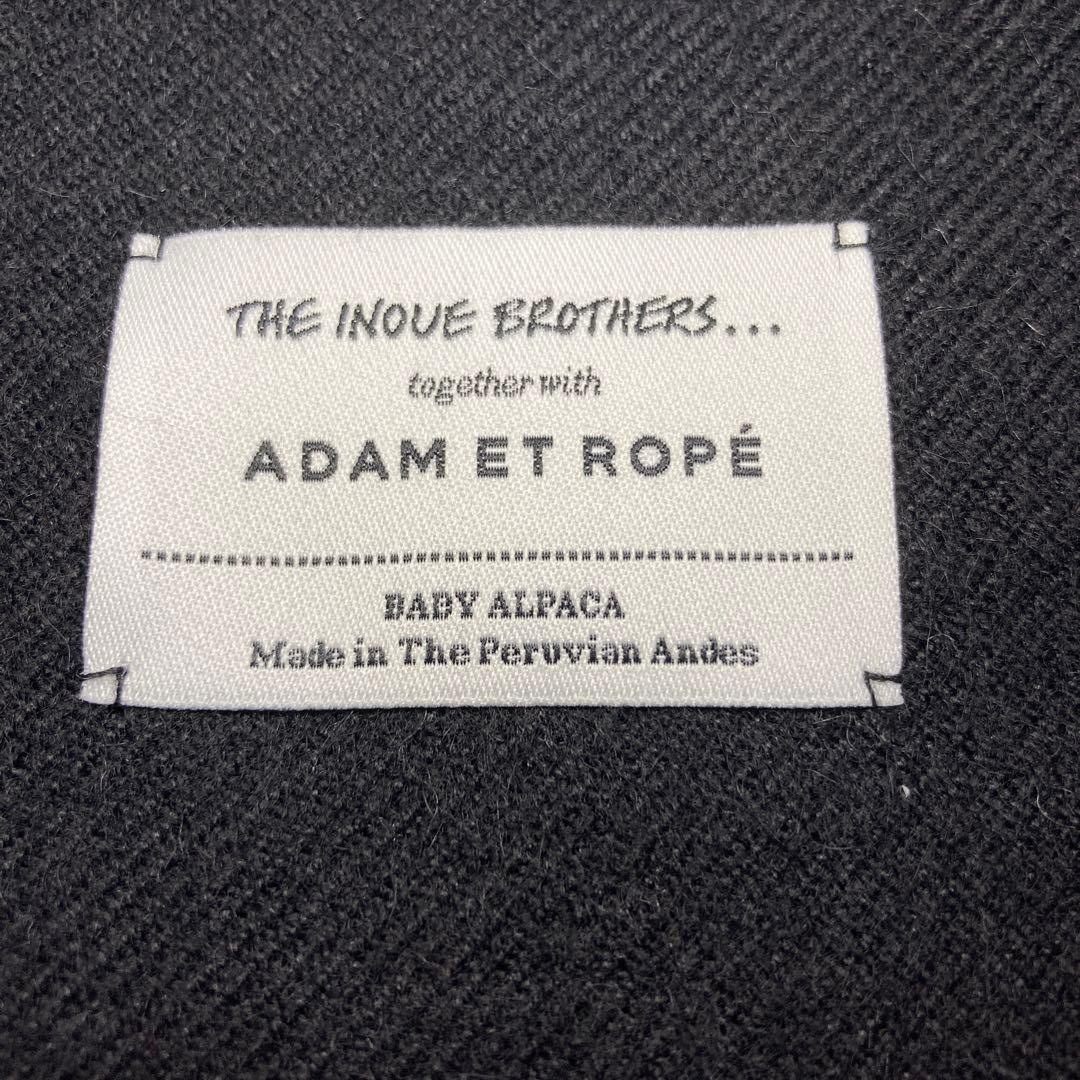 THE INOUE BROTHERS...
together with
ADAM ET ROPÉ
BABY ALPACA
Made in The Peruvian Andes